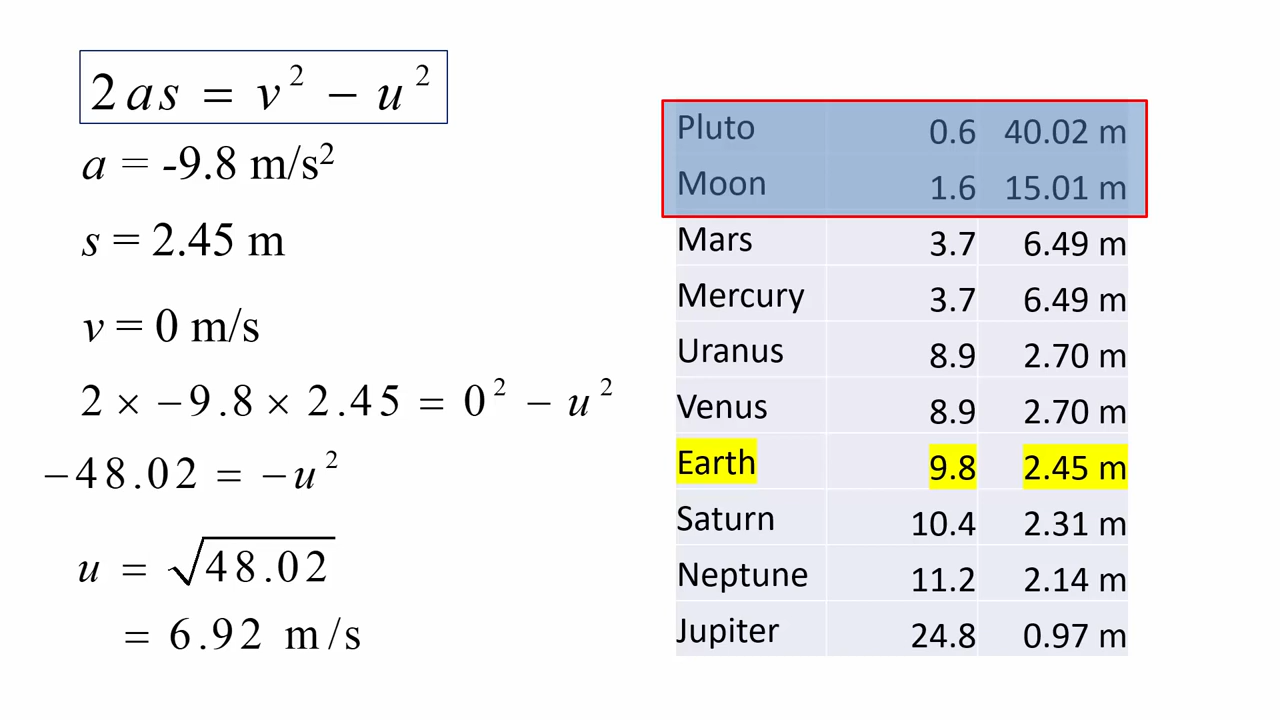 2as = v² − u²
a = -9.8 m/s²
s = 2.45 m
v = 0 m/s
2 × −9.8 × 2.45 = 0² − u²
−48.02 = −u²
u = √48.02
= 6.92 m/s
Pluto 0.6 40.02 m
Moon 1.6 15.01 m
Mars 3.7 6.49 m
Mercury 3.7 6.49 m
Uranus 8.9 2.70 m
Venus 8.9 2.70 m
Earth 9.8 2.45 m
Saturn 10.4 2.31 m
Neptune 11.2 2.14 m
Jupiter 24.8 0.97 m